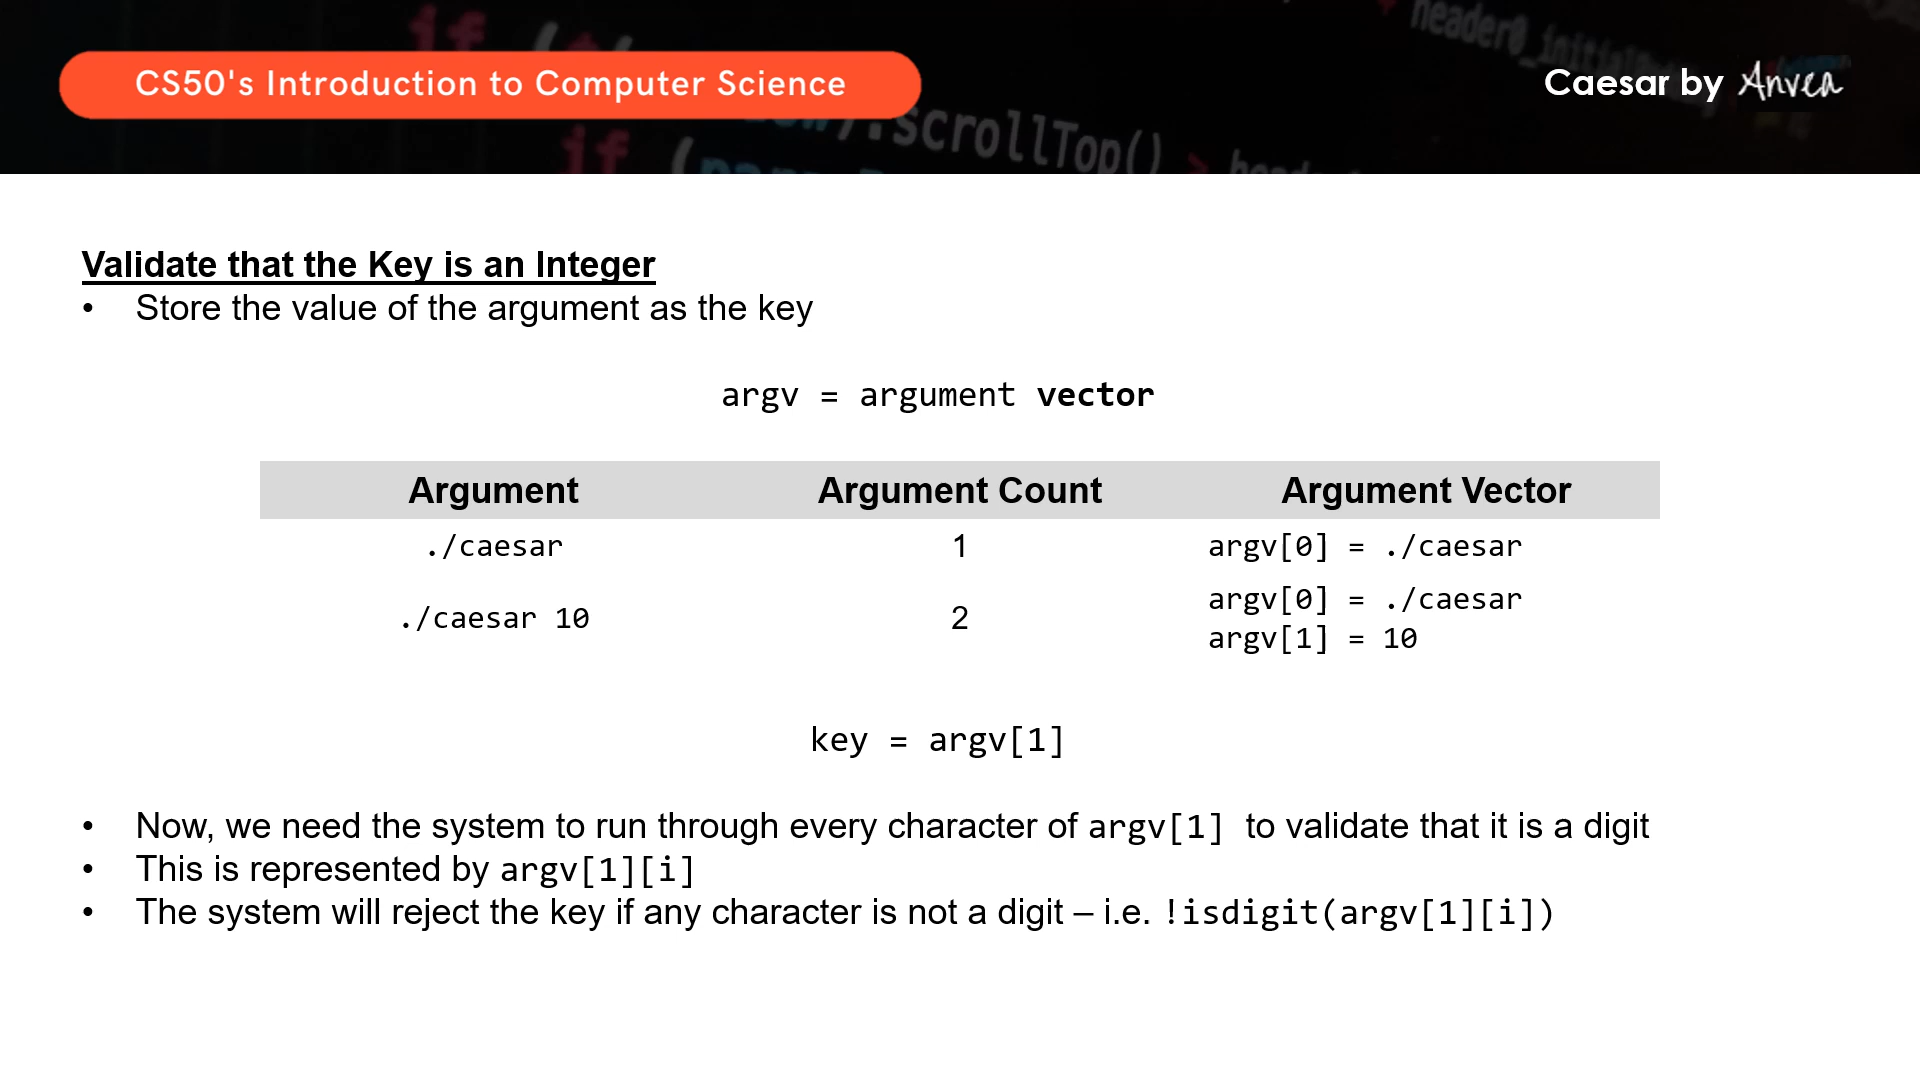 if (
header0_initial
CS50's Introduction to Computer Science
Caesar by Anvea
.scrollTop() >
if (
Validate that the Key is an Integer
• Store the value of the argument as the key
argv = argument vector
Argument Argument Count Argument Vector
./caesar 1 argv[0] = ./caesar
./caesar 10 2 argv[0] = ./caesar
argv[1] = 10
key = argv[1]
• Now, we need the system to run through every character of argv[1] to validate that it is a digit
• This is represented by argv[1][i]
• The system will reject the key if any character is not a digit – i.e. !isdigit(argv[1][i])